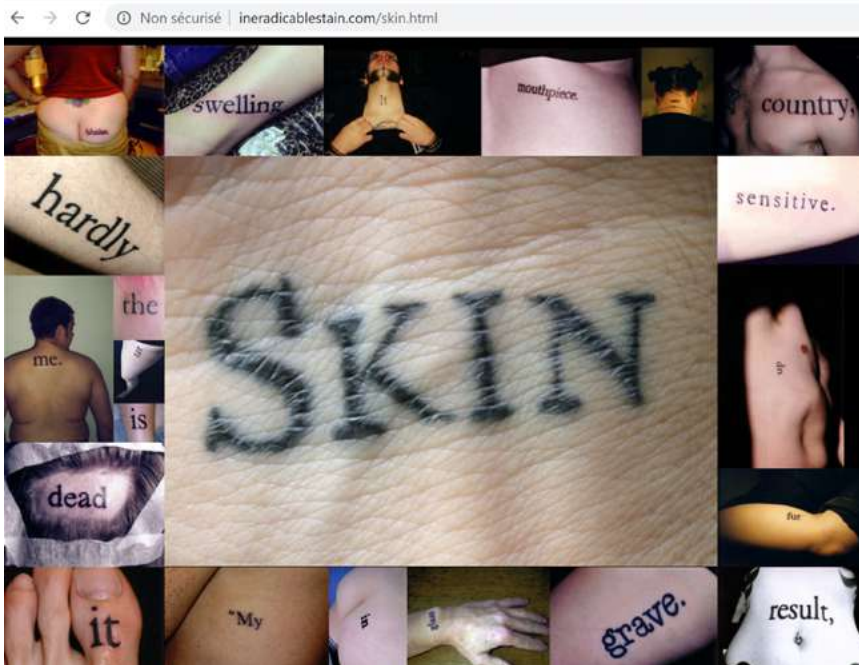 Non sécurisé | ineradicablestain.com/skin.html
swelling
It
mouthpiece.
country,
hardly
sensitive.
SKIN
the
me.
is
dead
fur
it
"My
grave.
result,